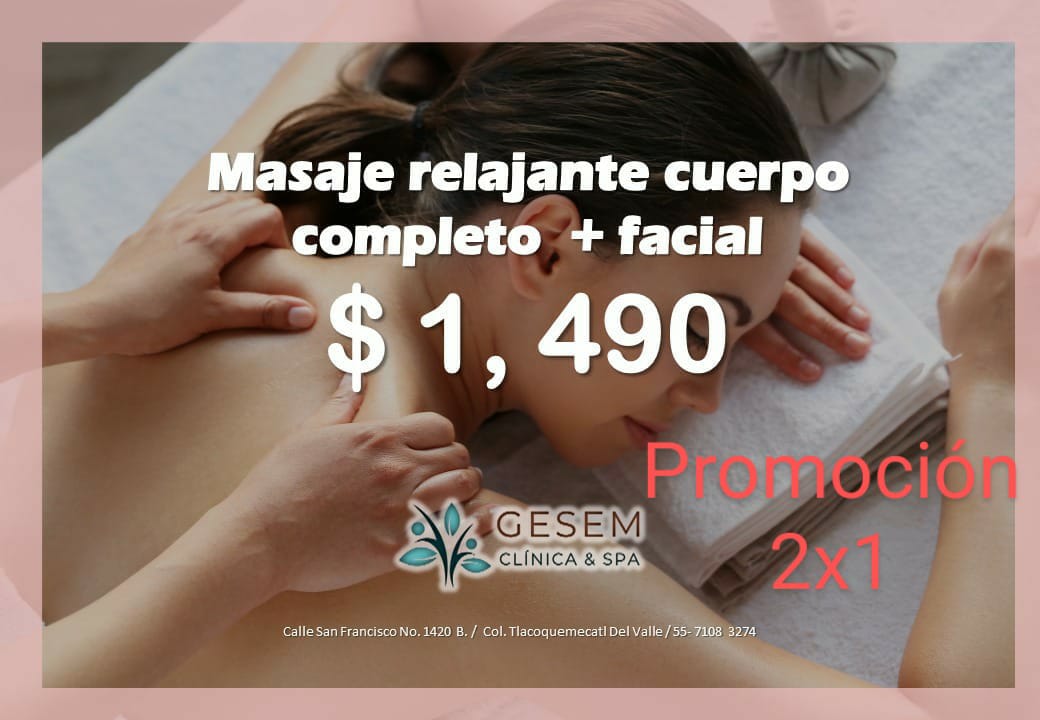 Masaje relajante cuerpo
completo + facial
$ 1, 490
Promoción
2x1
GESEM
CLÍNICA & SPA
Calle San Francisco No. 1420 B. / Col. Tlacoquemecatl Del Valle / 55- 7108 3274